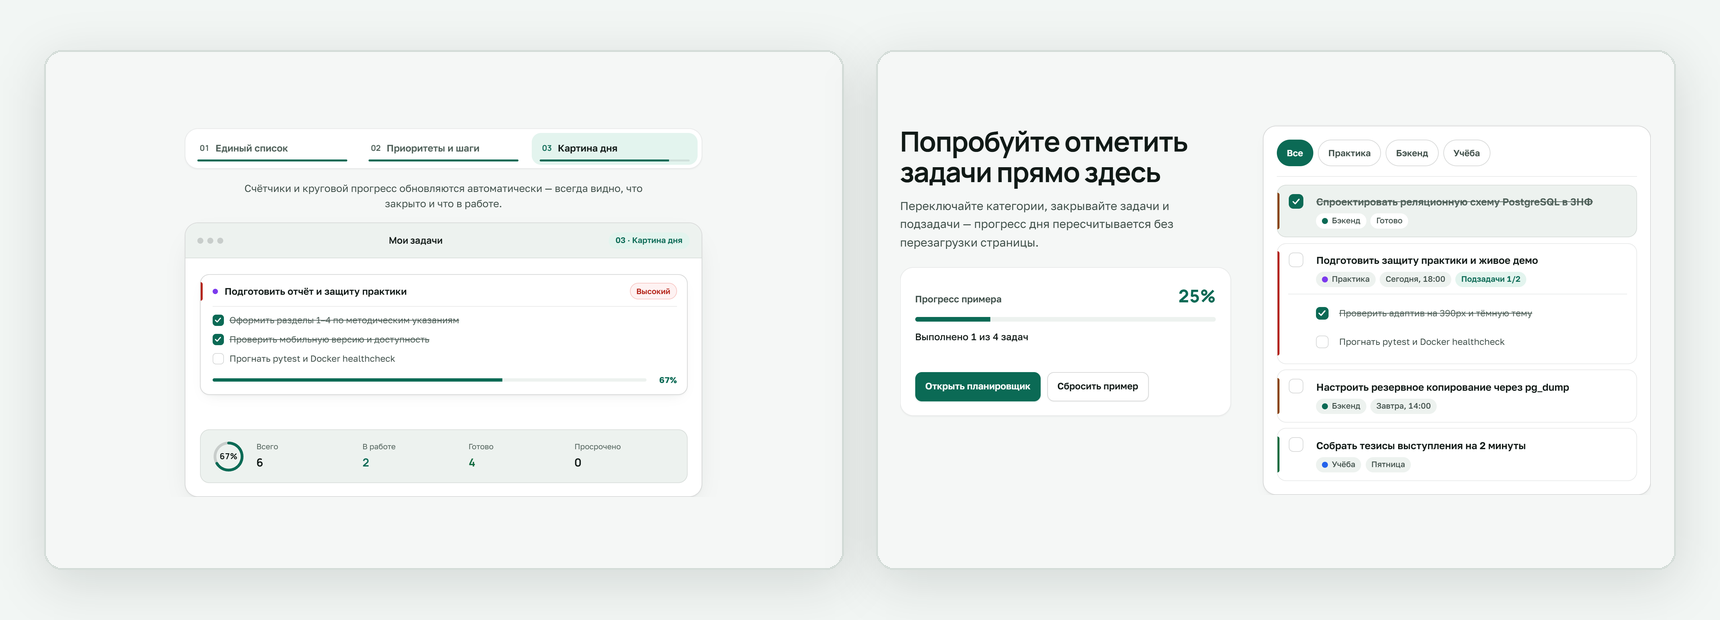 01 Единый список
02 Приоритеты и шаги
03 Картина дня
Счётчики и круговой прогресс обновляются автоматически — всегда видно, что
закрыто и что в работе.
Мои задачи
03 · Картина дня
Подготовить отчёт и защиту практики
Высокий
Оформить разделы 1–4 по методическим указаниям
Проверить мобильную версию и доступность
Прогнать pytest и Docker healthcheck
67%
67%
Всего
6
В работе
2
Готово
4
Просрочено
0
Попробуйте отметить
задачи прямо здесь
Переключайте категории, закрывайте задачи и
подзадачи — прогресс дня пересчитывается без
перезагрузки страницы.
Прогресс примера
25%
Выполнено 1 из 4 задач
Открыть планировщик
Сбросить пример
Все
Практика
Бэкенд
Учёба
Спроектировать реляционную схему PostgreSQL в 3НФ
Бэкенд
Готово
Подготовить защиту практики и живое демо
Практика
Сегодня, 18:00
Подзадачи 1/2
Проверить адаптив на 390px и тёмную тему
Прогнать pytest и Docker healthcheck
Настроить резервное копирование через pg_dump
Бэкенд
Завтра, 14:00
Собрать тезисы выступления на 2 минуты
Учёба
Пятница